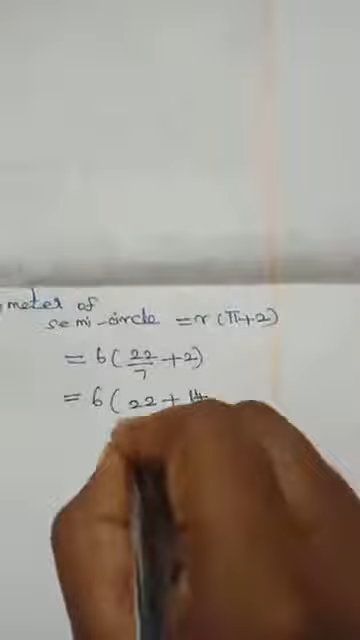 meter of
semi-circle = r (π+2)
= 6 ( 22/7 + 2)
= 6 ( 22 + 14